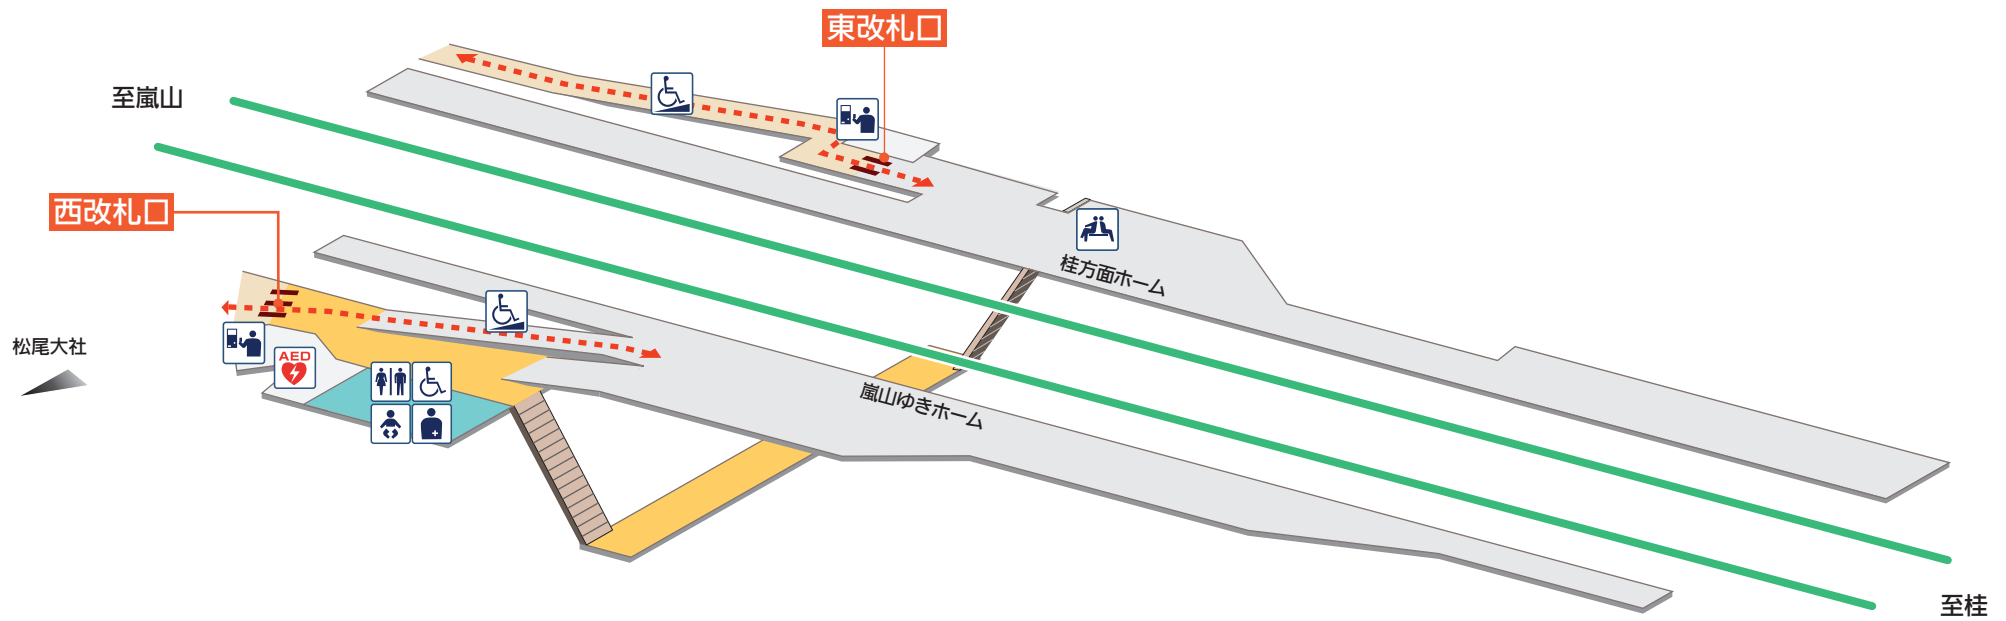 東改札口
至嵐山
西改札口
桂方面ホーム
松尾大社
AED
嵐山ゆきホーム
至桂